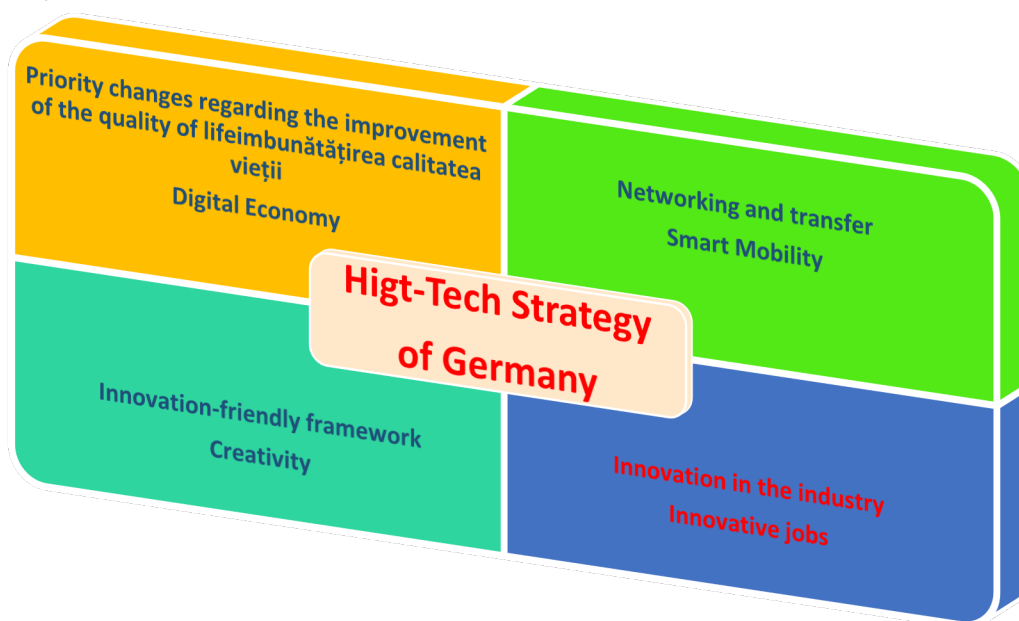 Priority changes regarding the improvement
of the quality of lifeimbunătățirea calitatea
vieții
Digital Economy
Networking and transfer
Smart Mobility
Higt-Tech Strategy
of Germany
Innovation-friendly framework
Creativity
Innovation in the industry
Innovative jobs